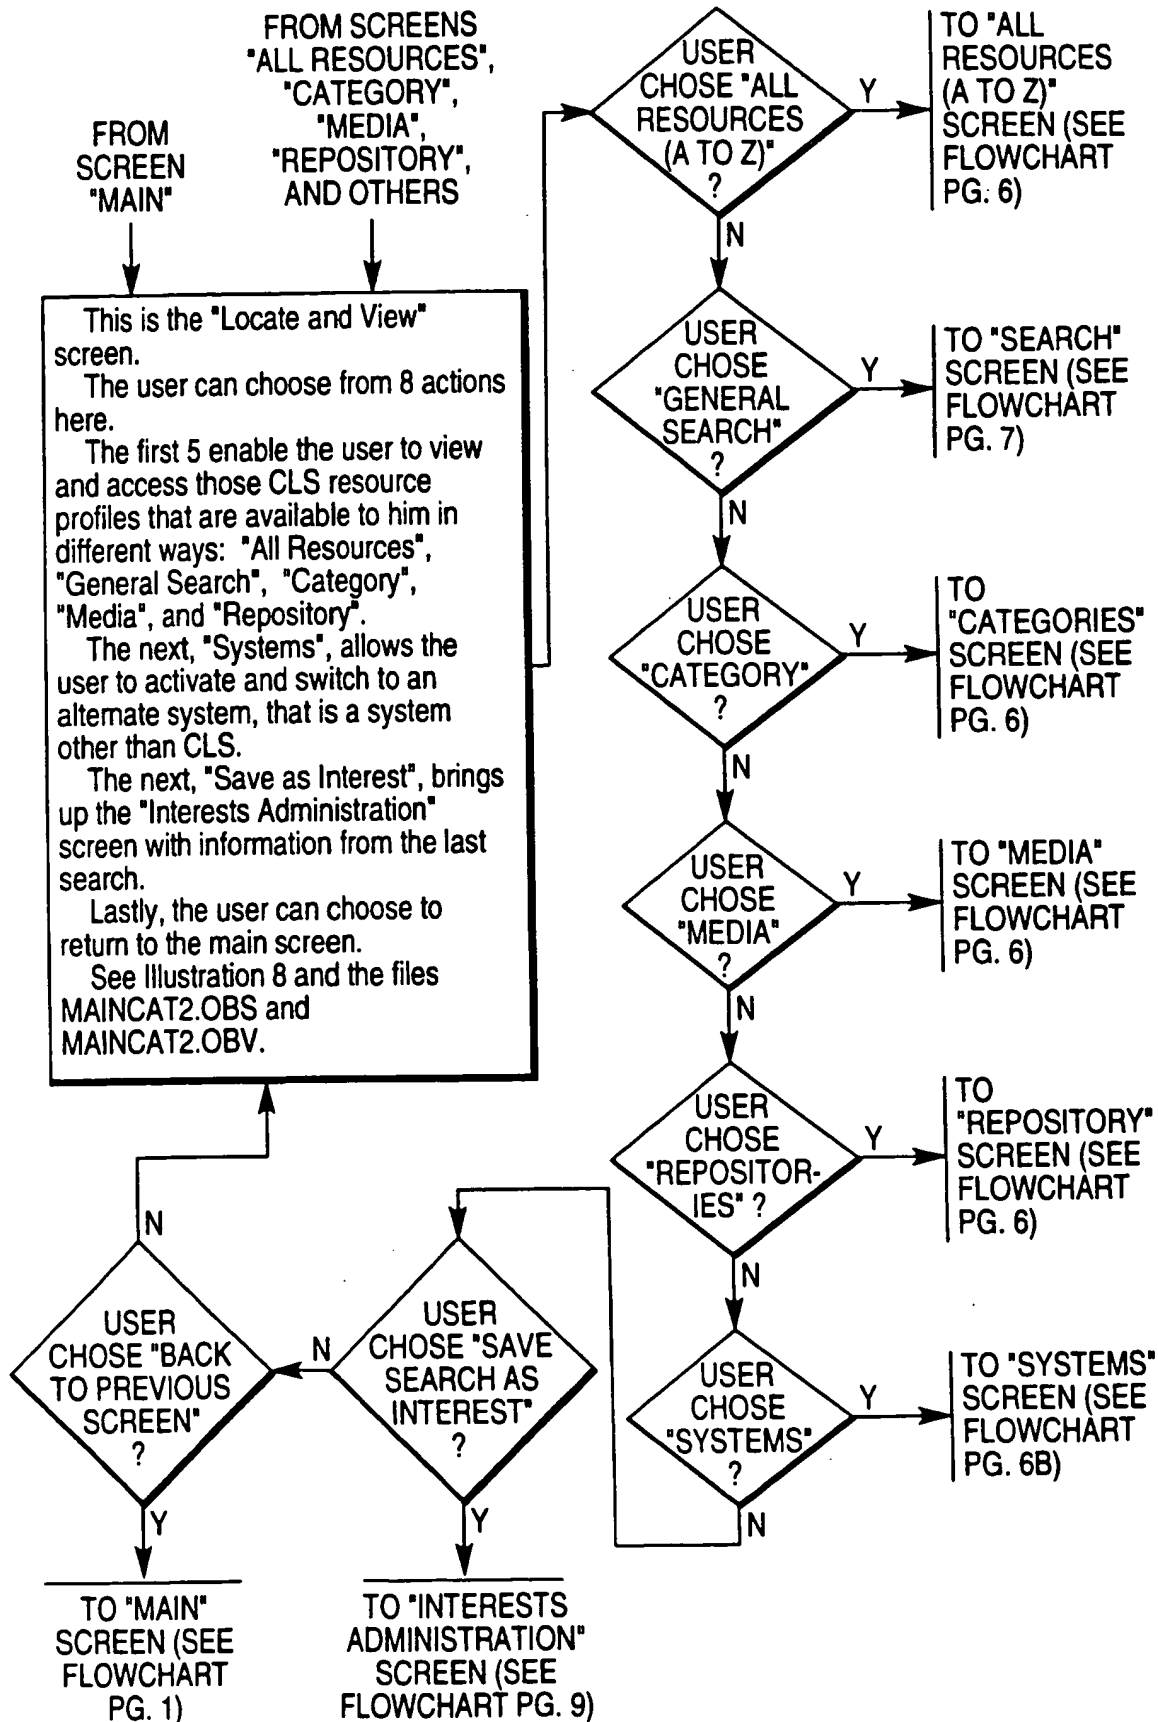 FROM
SCREEN
"MAIN"
FROM SCREENS
"ALL RESOURCES",
"CATEGORY",
"MEDIA",
"REPOSITORY",
AND OTHERS
This is the "Locate and View"
screen.
The user can choose from 8 actions
here.
The first 5 enable the user to view
and access those CLS resource
profiles that are available to him in
different ways: "All Resources",
"General Search", "Category",
"Media", and "Repository".
The next, "Systems", allows the
user to activate and switch to an
alternate system, that is a system
other than CLS.
The next, "Save as Interest", brings
up the "Interests Administration"
screen with information from the last
search.
Lastly, the user can choose to
return to the main screen.
See Illustration 8 and the files
MAINCAT2.OBS and
MAINCAT2.OBV.
USER
CHOSE "ALL
RESOURCES
(A TO Z)"
?
Y
TO "ALL
RESOURCES
(A TO Z)"
SCREEN (SEE
FLOWCHART
PG. 6)
N
USER
CHOSE
"GENERAL
SEARCH"
?
Y
TO "SEARCH"
SCREEN (SEE
FLOWCHART
PG. 7)
N
USER
CHOSE
"CATEGORY"
?
Y
TO
"CATEGORIES"
SCREEN (SEE
FLOWCHART
PG. 6)
N
USER
CHOSE
"MEDIA"
?
Y
TO "MEDIA"
SCREEN (SEE
FLOWCHART
PG. 6)
N
USER
CHOSE
"REPOSITOR-
IES" ?
Y
TO
"REPOSITORY"
SCREEN (SEE
FLOWCHART
PG. 6)
N
USER
CHOSE
"SYSTEMS"
?
Y
TO "SYSTEMS"
SCREEN (SEE
FLOWCHART
PG. 6B)
N
USER
CHOSE "SAVE
SEARCH AS
INTEREST"
?
Y
TO "INTERESTS
ADMINISTRATION"
SCREEN (SEE
FLOWCHART PG. 9)
N
USER
CHOSE "BACK
TO PREVIOUS
SCREEN"
?
N
Y
TO "MAIN"
SCREEN (SEE
FLOWCHART
PG. 1)